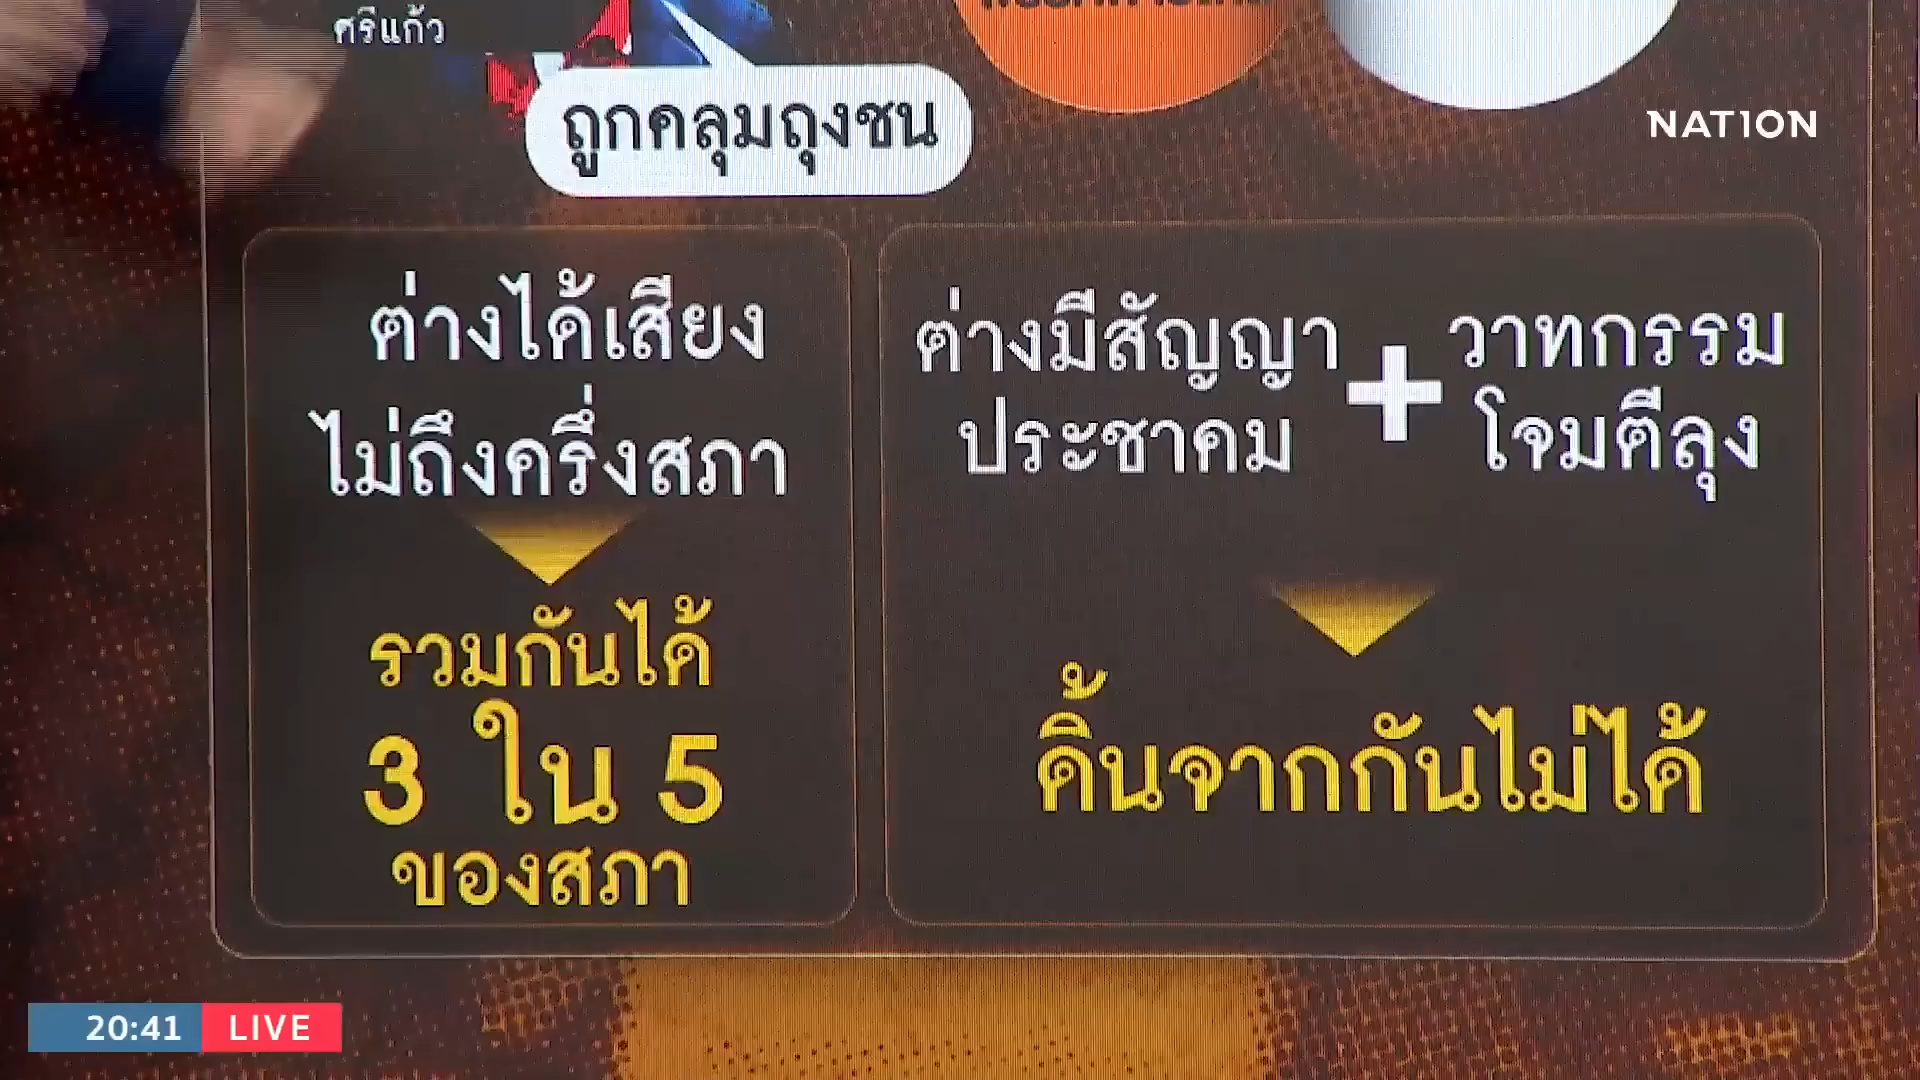 ศรีแก้ว
ถูกคลุมถุงชน
NATION
ต่างได้เสียง
ไม่ถึงครึ่งสภา
รวมกันได้
3 ใน 5
ของสภา
ต่างมีสัญญา
ประชาคม
+
วาทกรรม
โจมตีลุง
ดิ้นจากกันไม่ได้
20:41 LIVE